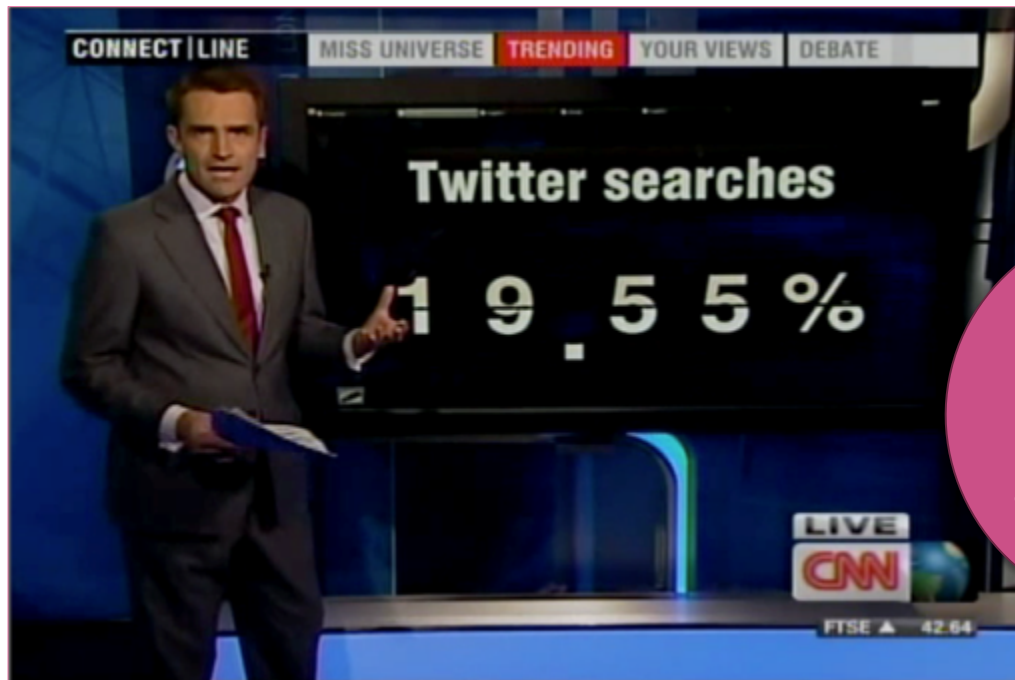 CONNECT | LINE MISS UNIVERSE TRENDING YOUR VIEWS DEBATE
Twitter searches
19.55%
LIVE
CNN
FTSE ▲ 42.64